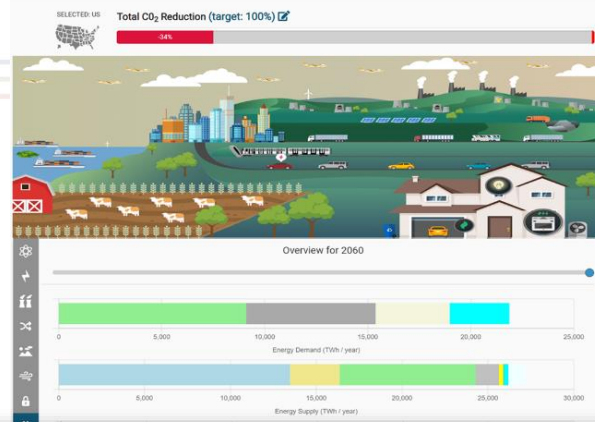 SELECTED: US
Total CO₂ Reduction (target: 100%)
-34%
Overview for 2060
0 5,000 10,000 15,000 20,000 25,000
Energy Demand (TWh / year)
0 5,000 10,000 15,000 20,000 25,000 30,000
Energy Supply (TWh / year)